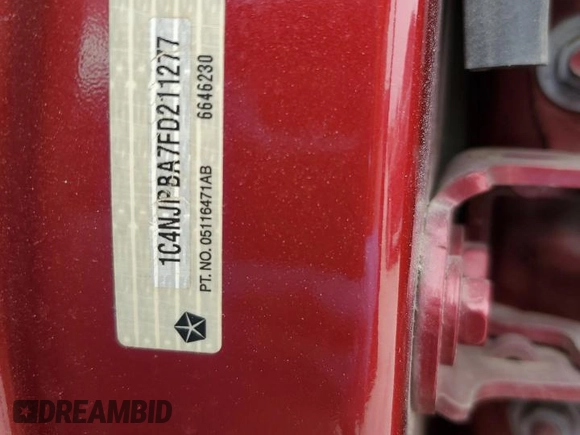 1C4NJPBA7FD211277
6646230
PT. NO. 05116471AB
DREAMBID